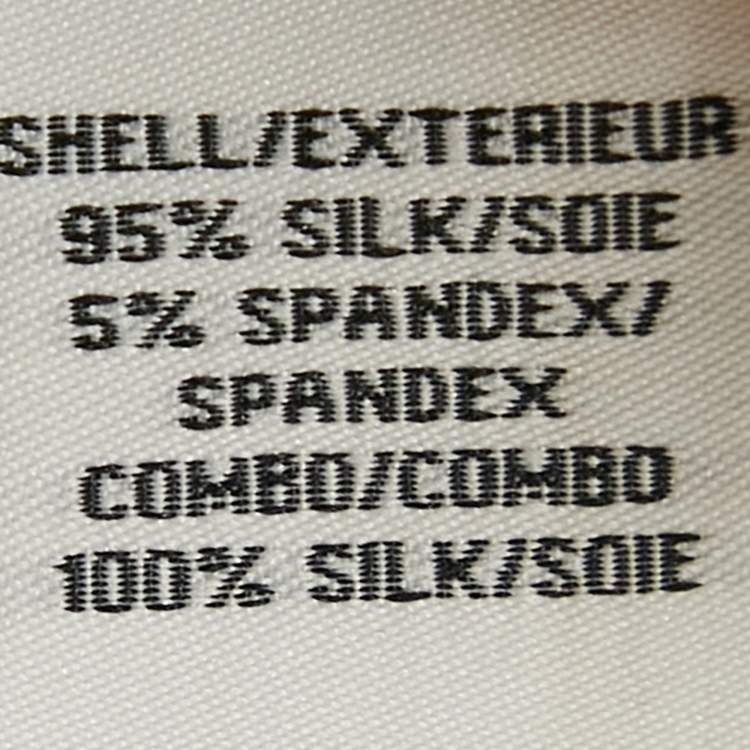 SHELL/EXTERIEUR
95% SILK/SOIE
5% SPANDEX/
SPANDEX
COMBO/COMBO
100% SILK/SOIE